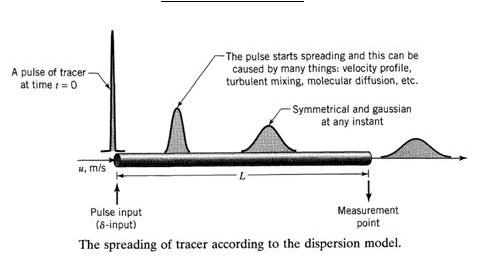 The pulse starts spreading and this can be
caused by many things: velocity profile,
turbulent mixing, molecular diffusion, etc.
A pulse of tracer
at time t = 0
Symmetrical and gaussian
at any instant
u, m/s
L
Pulse input
(δ-input)
Measurement
point
The spreading of tracer according to the dispersion model.